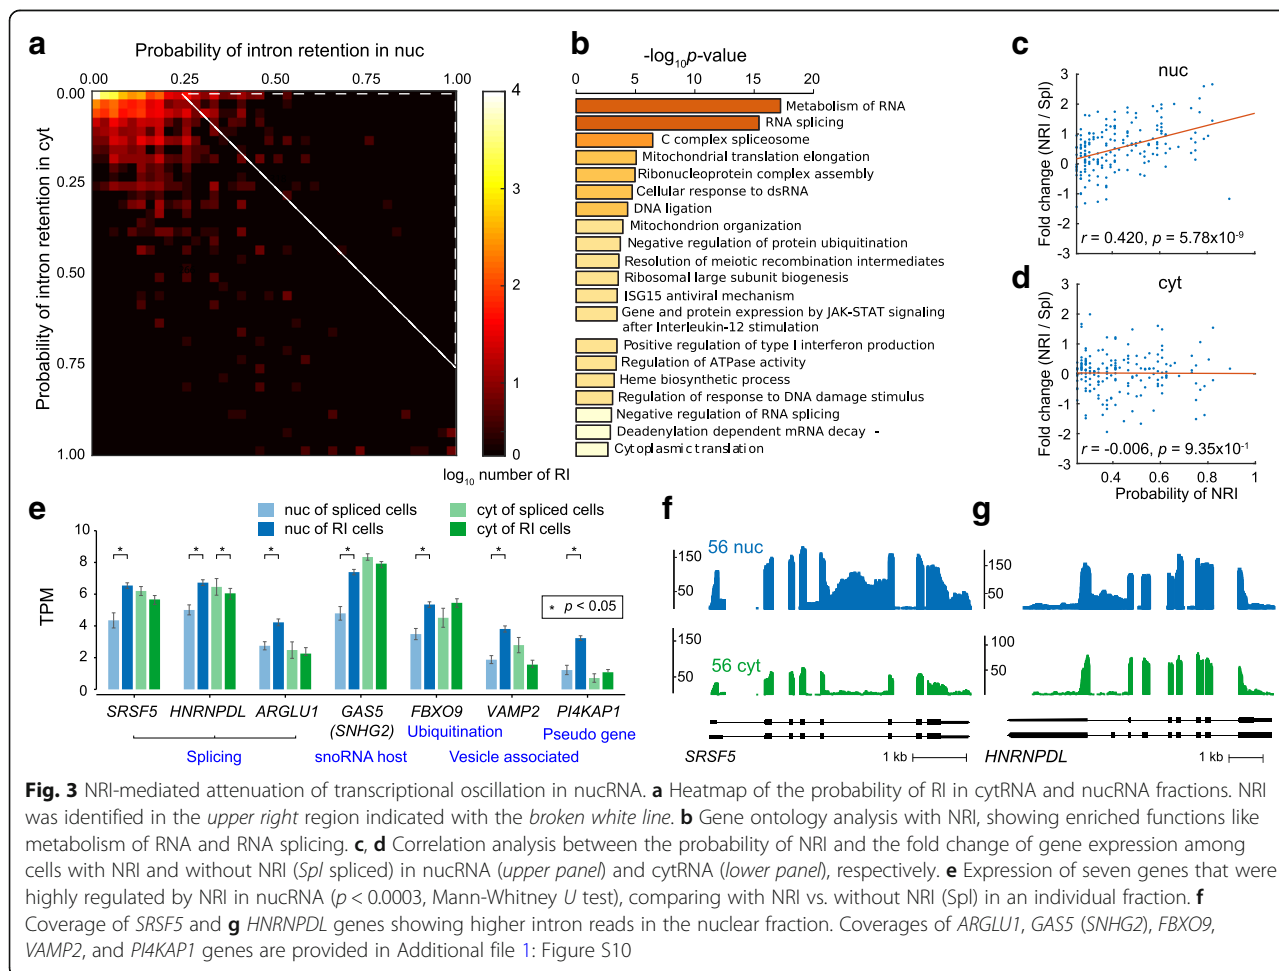 a
Probability of intron retention in nuc
0.00 0.25 0.50 0.75 1.00
Probability of intron retention in cyt
0.00
0.25
0.50
0.75
1.00
4
3
2
1
0
log10 number of RI
b
-log10p-value
0 5 10 15 20
Metabolism of RNA
RNA splicing
C complex spliceosome
Mitochondrial translation elongation
Ribonucleoprotein complex assembly
Cellular response to dsRNA
DNA ligation
Mitochondrion organization
Negative regulation of protein ubiquitination
Resolution of meiotic recombination intermediates
Ribosomal large subunit biogenesis
ISG15 antiviral mechanism
Gene and protein expression by JAK-STAT signaling
after Interleukin-12 stimulation
Positive regulation of type I interferon production
Regulation of ATPase activity
Heme biosynthetic process
Regulation of response to DNA damage stimulus
Negative regulation of RNA splicing
Deadenylation dependent mRNA decay -
Cytoplasmic translation
c
nuc
Fold change (NRI / Spl)
3
2
1
0
-1
-2
-3
r = 0.420, p = 5.78x10-9
d
cyt
Fold change (NRI / Spl)
3
2
1
0
-1
-2
-3
r = -0.006, p = 9.35x10-1
0.4 0.6 0.8 1
Probability of NRI
e
nuc of spliced cells cyt of spliced cells
nuc of RI cells cyt of RI cells
TPM
10
8
6
4
2
0
* * * * * * * *
* p < 0.05
SRSF5 HNRNPDL ARGLU1 GAS5 FBXO9 VAMP2 PI4KAP1
(SNHG2) Ubiquitination Pseudo gene
Splicing snoRNA host Vesicle associated
f
56 nuc
150
50
56 cyt
150
50
SRSF5 1 kb
g
150
50
100
50
HNRNPDL 1 kb
Fig. 3 NRI-mediated attenuation of transcriptional oscillation in nucRNA. a Heatmap of the probability of RI in cytRNA and nucRNA fractions. NRI
was identified in the upper right region indicated with the broken white line. b Gene ontology analysis with NRI, showing enriched functions like
metabolism of RNA and RNA splicing. c, d Correlation analysis between the probability of NRI and the fold change of gene expression among
cells with NRI and without NRI (Spl spliced) in nucRNA (upper panel) and cytRNA (lower panel), respectively. e Expression of seven genes that were
highly regulated by NRI in nucRNA (p < 0.0003, Mann-Whitney U test), comparing with NRI vs. without NRI (Spl) in an individual fraction. f
Coverage of SRSF5 and g HNRNPDL genes showing higher intron reads in the nuclear fraction. Coverages of ARGLU1, GAS5 (SNHG2), FBXO9,
VAMP2, and PI4KAP1 genes are provided in Additional file 1: Figure S10